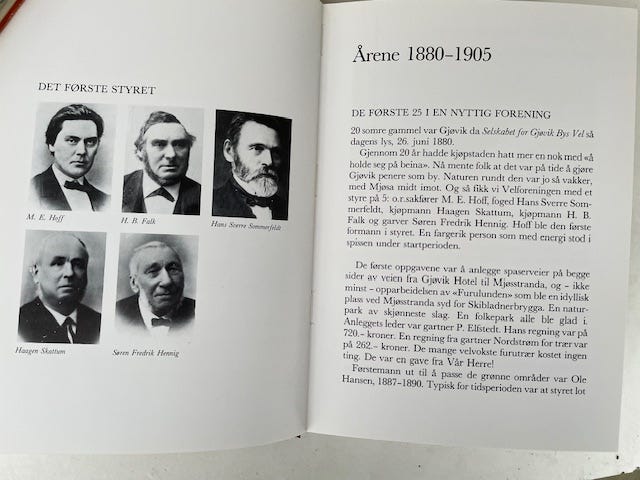 DET FØRSTE STYRET
M. E. Hoff
H. B. Falk
Hans Sverre Sommerfeldt
Haagen Skattum
Søren Fredrik Hennig
Årene 1880–1905
DE FØRSTE 25 I EN NYTTIG FORENING
20 somre gammel var Gjøvik da Selskabet for Gjøvik Bys Vel så
dagens lys, 26. juni 1880.
Gjennom 20 år hadde kjøpstaden hatt mer en nok med «å
holde seg på beina». Nå mente folk at det var på tide å gjøre
Gjøvik penere som by. Naturen rundt den var jo så vakker,
med Mjøsa midt imot. Og så fikk vi Velforeningen med et
styre på 5: o.r.sakfører M. E. Hoff, foged Hans Sverre Som-
merfeldt, kjøpmann Haagen Skattum, kjøpmann H. B.
Falk og garver Søren Fredrik Hennig. Hoff ble den første
formann i styret. En fargerik person som med energi stod i
spissen under startperioden.
De første oppgavene var å anlegge spaserveier på begge
sider av veien fra Gjøvik Hotel til Mjøsstranda, og – ikke
minst – opparbeidelsen av «Furulunden» som ble en idyllisk
plass ved Mjøsstranda syd for Skibladnerbrygga. En natur-
park av skjønneste slag. En folkepark alle ble glad i.
Anleggets leder var gartner P. Elfstedt. Hans regning var på
720.- kroner. En regning fra gartner Nordstrøm for trær var
på 262.- kroner. De mange velvokste furutrær kostet ingen
ting. De var en gave fra Vår Herre!
Førstemann ut til å passe de grønne områder var Ole
Hansen, 1887–1890. Typisk for tidsperioden var at styret lot